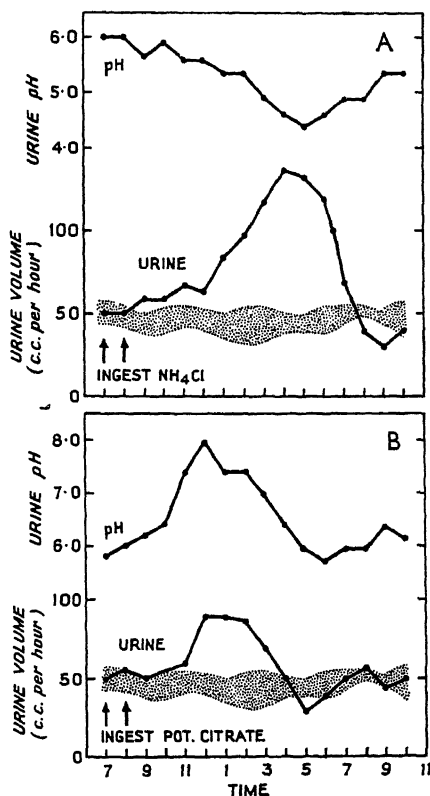 A
6·0
5·0
4·0
URINE pH
pH
100
50
0
URINE VOLUME
(c.c. per hour)
URINE
INGEST NH4Cl
B
8·0
7·0
6·0
URINE pH
pH
100
50
0
URINE VOLUME
(c.c. per hour)
URINE
INGEST POT. CITRATE
7 9 11 1 3 5 7 9 11
TIME